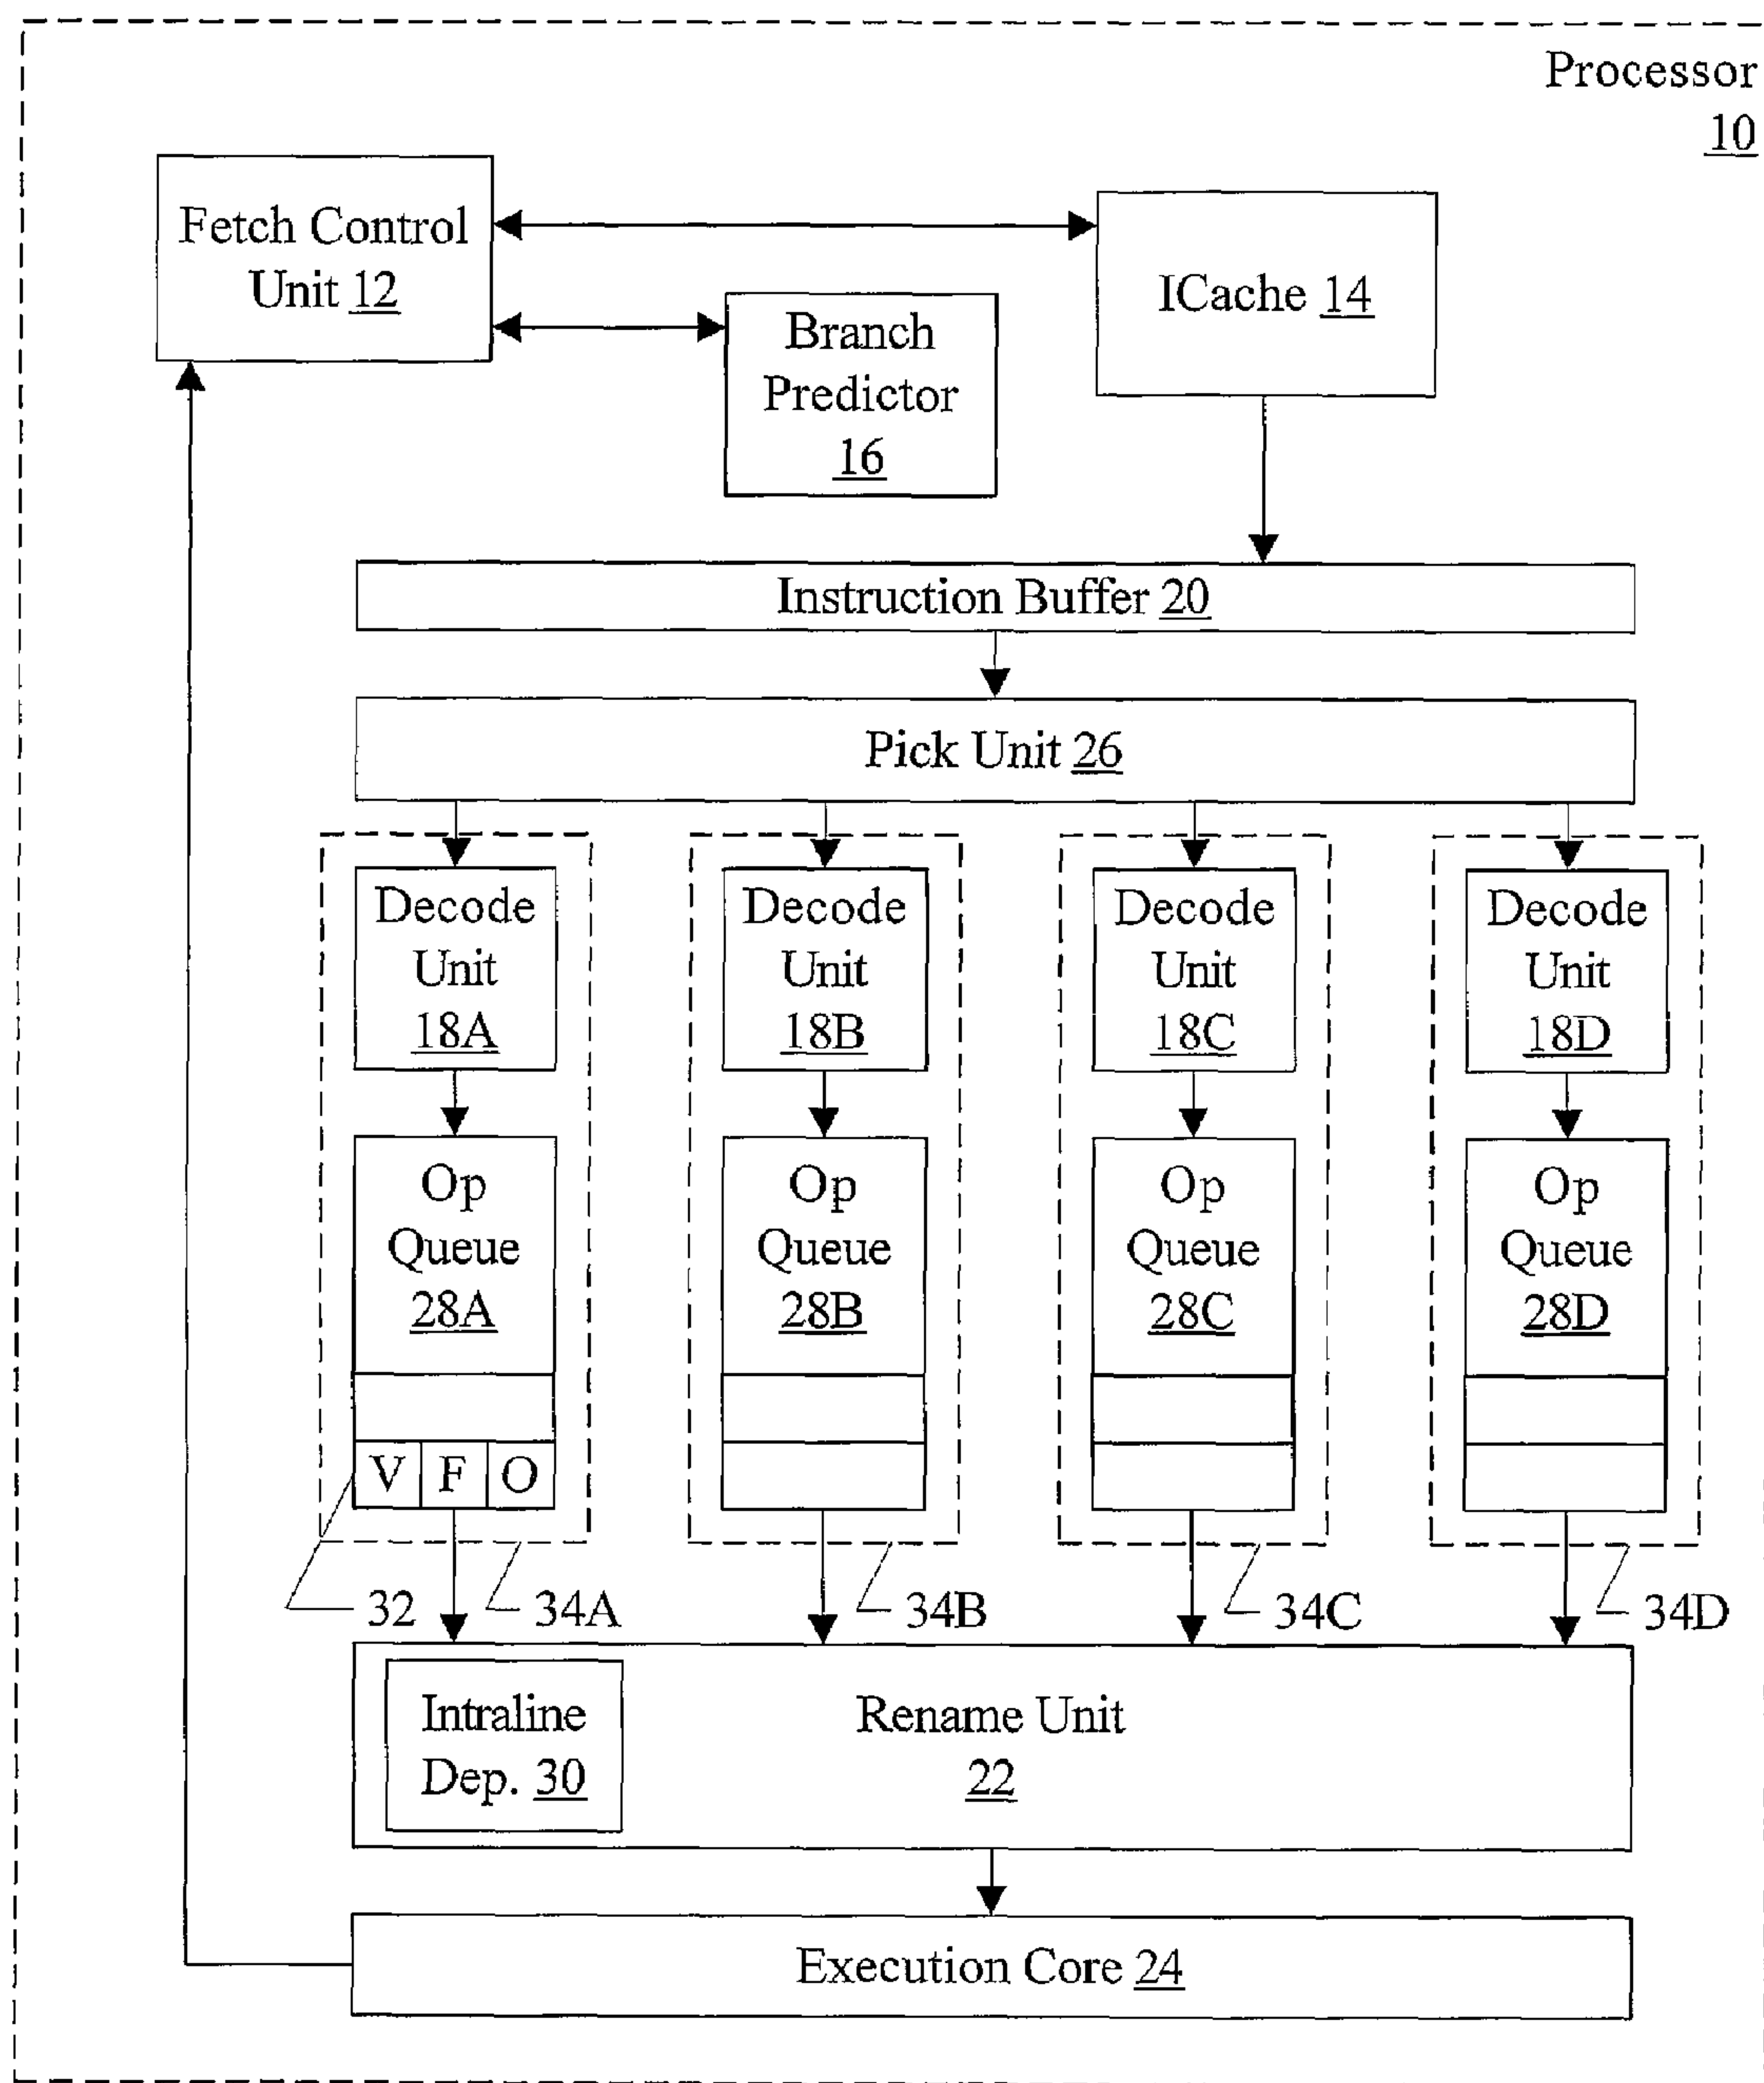 Processor
10
Fetch Control
Unit 12
ICache 14
Branch
Predictor
16
Instruction Buffer 20
Pick Unit 26
Decode
Unit
18A
Decode
Unit
18B
Decode
Unit
18C
Decode
Unit
18D
Op
Queue
28A
Op
Queue
28B
Op
Queue
28C
Op
Queue
28D
V F O
32
34A
34B
34C
34D
Intraline
Dep. 30
Rename Unit
22
Execution Core 24